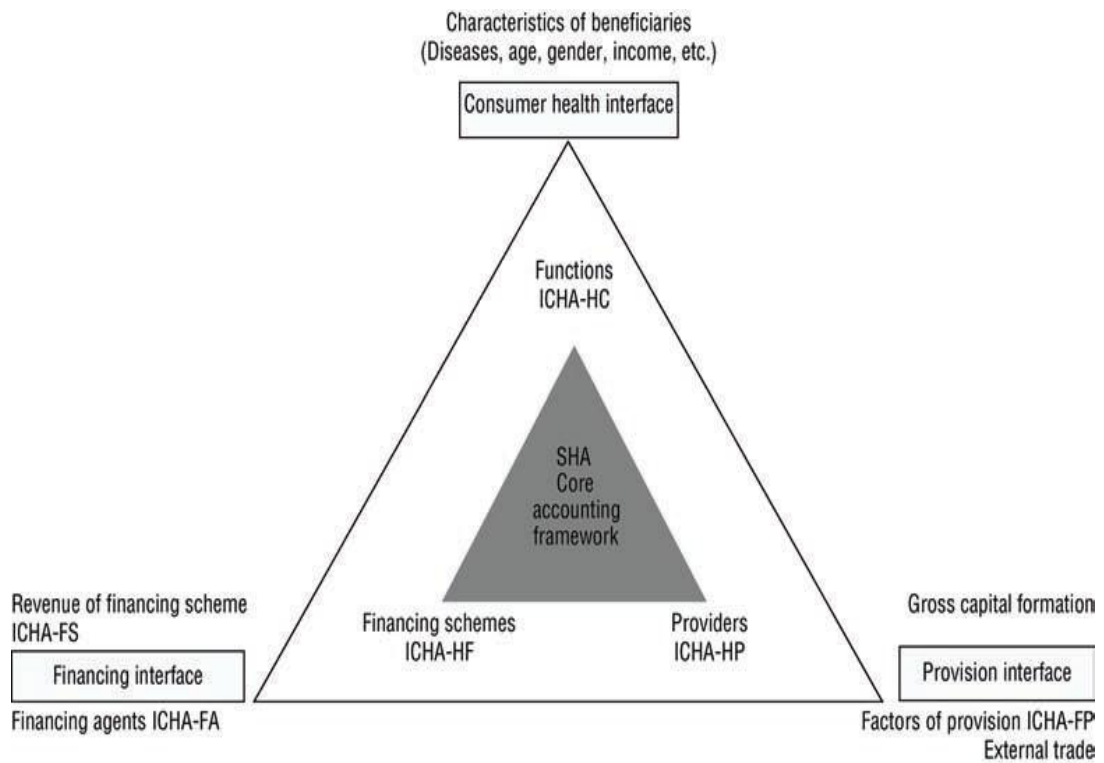 Characteristics of beneficiaries
(Diseases, age, gender, income, etc.)
Consumer health interface
Functions
ICHA-HC
SHA
Core
accounting
framework
Revenue of financing scheme
ICHA-FS
Financing interface
Financing agents ICHA-FA
Financing schemes
ICHA-HF
Providers
ICHA-HP
Gross capital formation
Provision interface
Factors of provision ICHA-FP
External trade